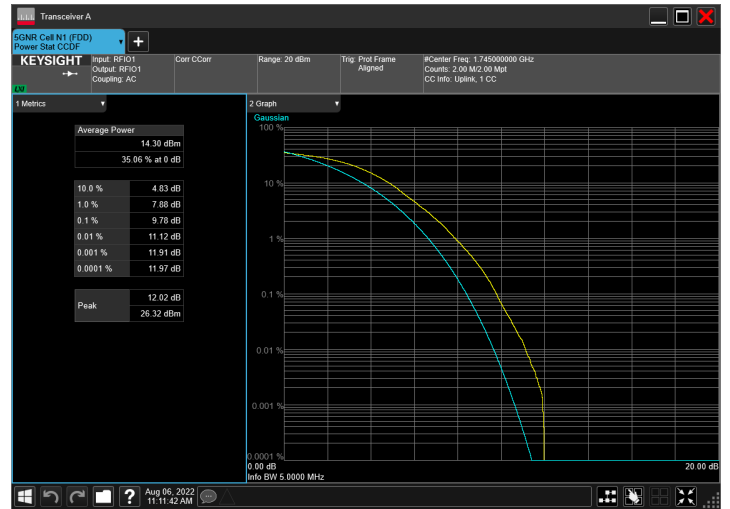 Transceiver A
5GNR Cell N1 (FDD)
Power Stat CCDF
KEYSIGHT
LXI
Input: RFIO1
Output: RFIO1
Coupling: AC
Corr CCorr
Range: 20 dBm
Trig: Prot Frame
Aligned
#Center Freq: 1.745000000 GHz
Counts: 2.00 M/2.00 Mpt
CC Info: Uplink, 1 CC
1 Metrics
Average Power
14.30 dBm
35.06 % at 0 dB
10.0 % 4.83 dB
1.0 % 7.88 dB
0.1 % 9.78 dB
0.01 % 11.12 dB
0.001 % 11.91 dB
0.0001 % 11.97 dB
Peak
12.02 dB
26.32 dBm
2 Graph
Gaussian
100 %
10 %
1 %
0.1 %
0.01 %
0.001 %
0.0001 %
0.00 dB
20.00 dB
Info BW 5.0000 MHz
?
Aug 06, 2022
11:11:42 AM